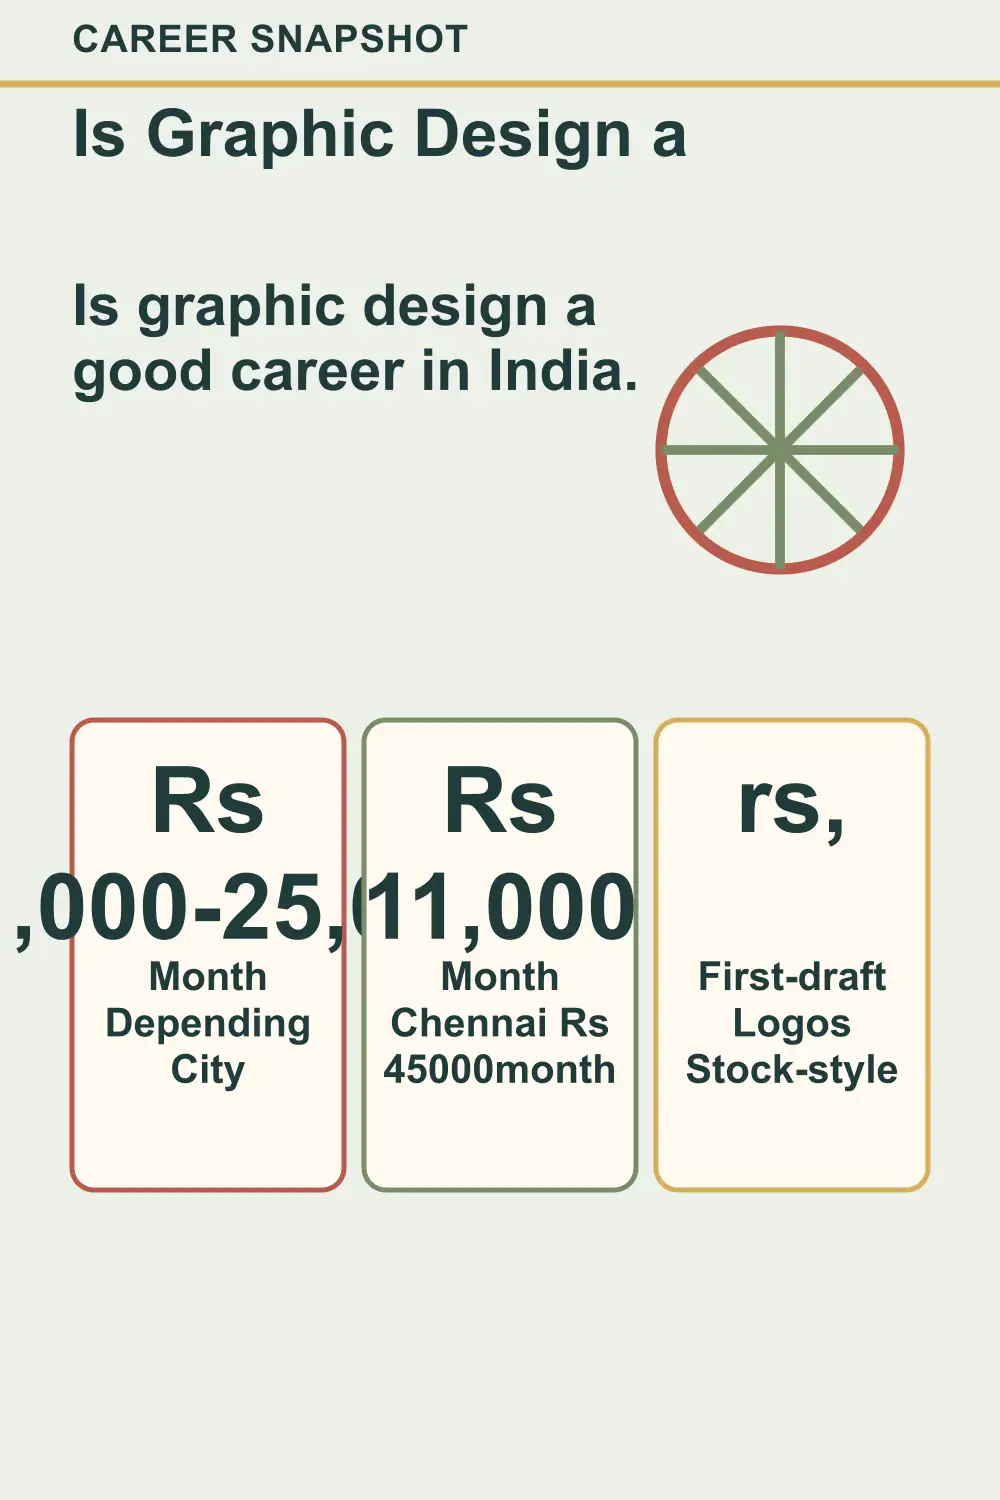 CAREER SNAPSHOT
Is Graphic Design a
Is graphic design a
good career in India.
Rs
,000-25,
Month
Depending
City
Rs
11,000
Month
Chennai Rs
45000month
rs,
First-draft
Logos
Stock-style